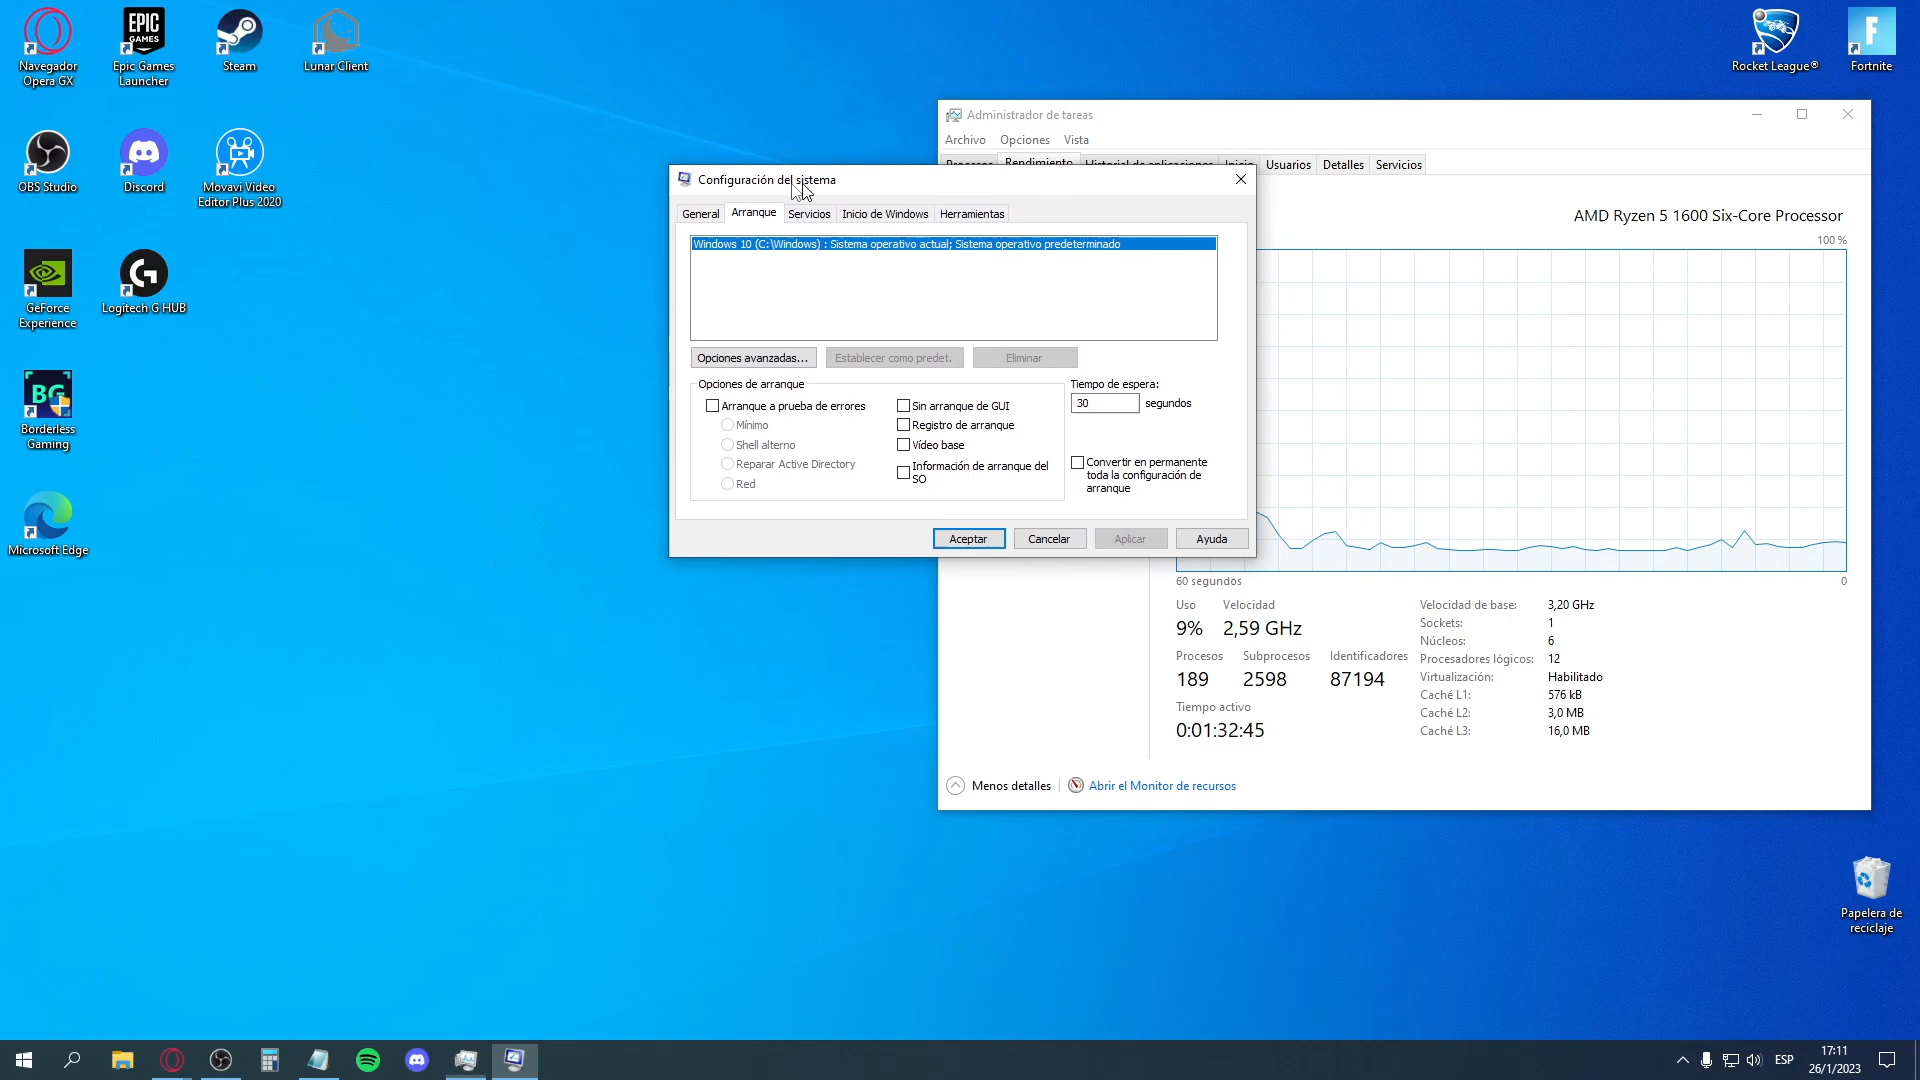 Navegador
Opera GX
EPIC
GAMES
Epic Games
Launcher
Steam
Lunar Client
Rocket League®
F
Fortnite
OBS Studio
Discord
Movavi Video
Editor Plus 2020
GeForce
Experience
G
Logitech G HUB
BG
Borderless
Gaming
Microsoft Edge
Papelera de
reciclaje
Administrador de tareas
Archivo Opciones Vista
Procesos Rendimiento Historial de aplicaciones Inicio Usuarios Detalles Servicios
AMD Ryzen 5 1600 Six-Core Processor
100 %
60 segundos 0
Uso Velocidad
9% 2,59 GHz
Procesos Subprocesos Identificadores
189 2598 87194
Tiempo activo
0:01:32:45
Velocidad de base: 3,20 GHz
Sockets: 1
Núcleos: 6
Procesadores lógicos: 12
Virtualización: Habilitado
Caché L1: 576 kB
Caché L2: 3,0 MB
Caché L3: 16,0 MB
Menos detalles Abrir el Monitor de recursos
Configuración del sistema
General Arranque Servicios Inicio de Windows Herramientas
Windows 10 (C:\Windows) : Sistema operativo actual; Sistema operativo predeterminado
Opciones avanzadas... Establecer como predet. Eliminar
Opciones de arranque
Arranque a prueba de errores
Mínimo
Shell alterno
Reparar Active Directory
Red
Sin arranque de GUI
Registro de arranque
Vídeo base
Información de arranque del
SO
Tiempo de espera:
30 segundos
Convertir en permanente
toda la configuración de
arranque
Aceptar Cancelar Aplicar Ayuda
ESP
17:11
26/1/2023